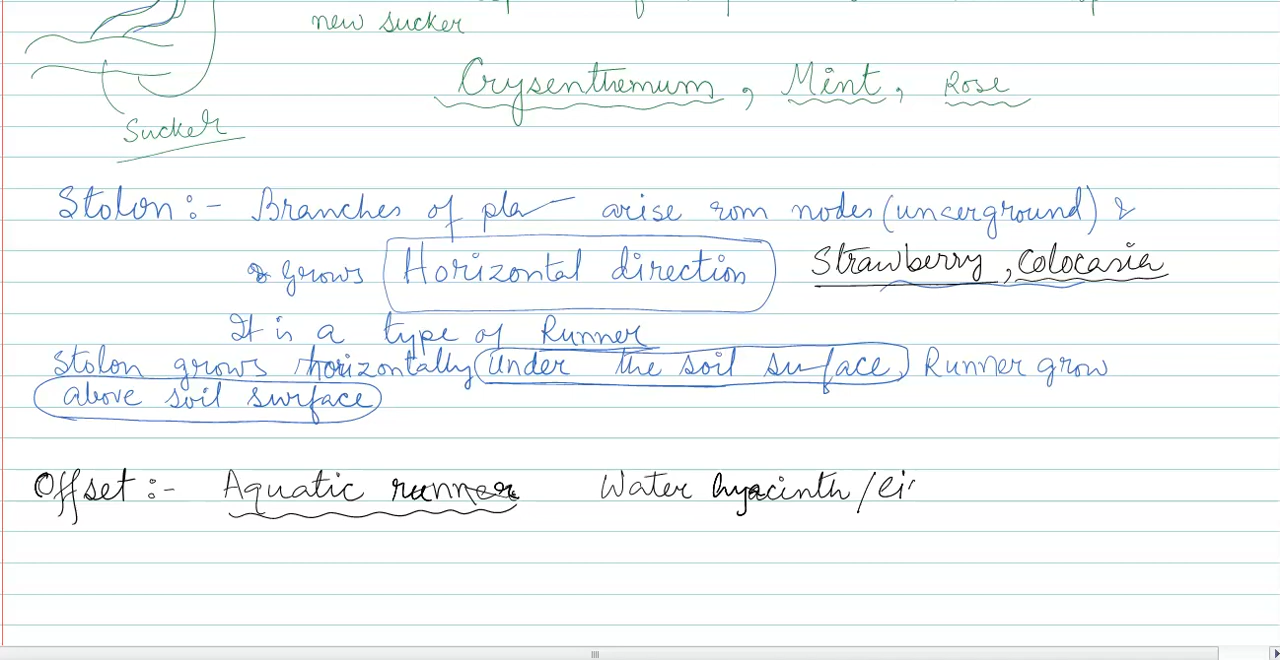 new sucker
Crysenthemum, Mint, Rose
Sucker
Stolon :- Branches of pla arise rom nodes (uncerground) &
& Grows Horizontal direction Strawberry, Colocasia
It is a type of Runner
Stolon grows horizontally under the soil surface, Runner grow
above soil surface
Offset :- Aquatic runner Water hyacinth / ei